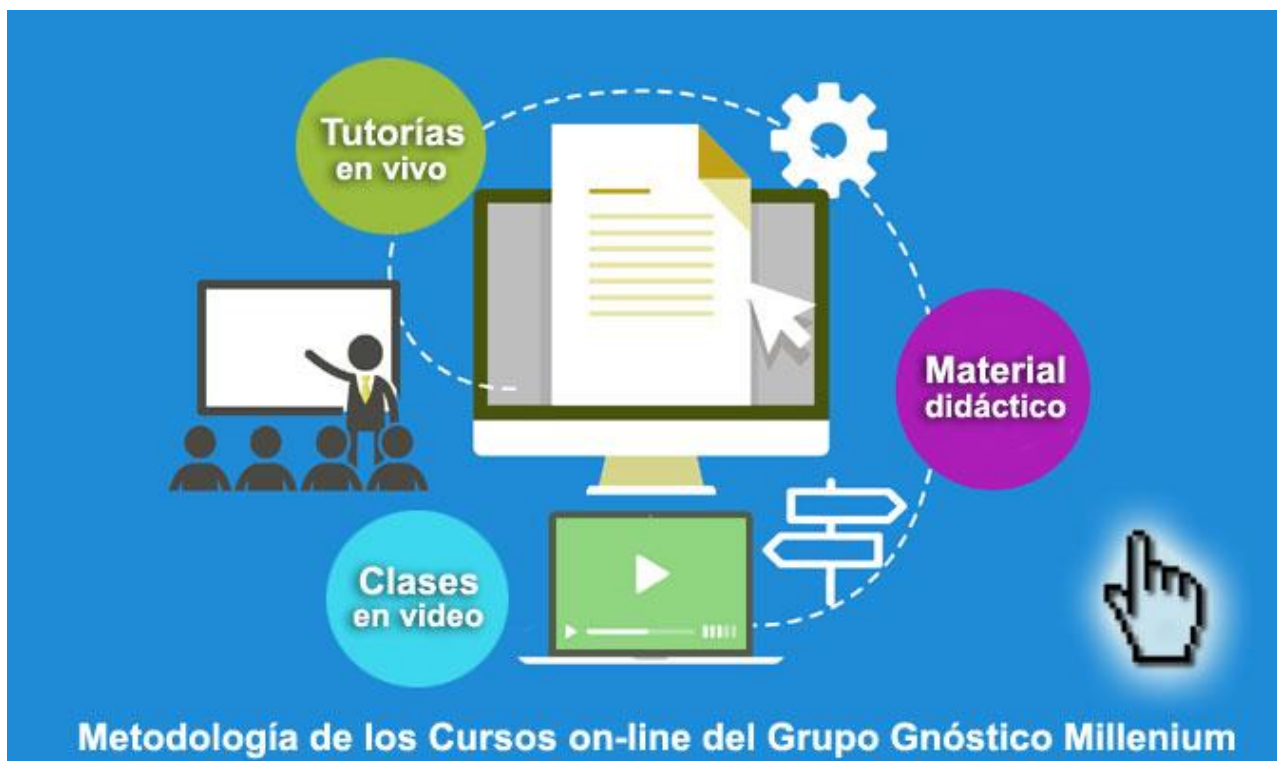 Tutorías
en vivo
Material
didáctico
Clases
en video
Metodología de los Cursos on-line del Grupo Gnóstico Millenium